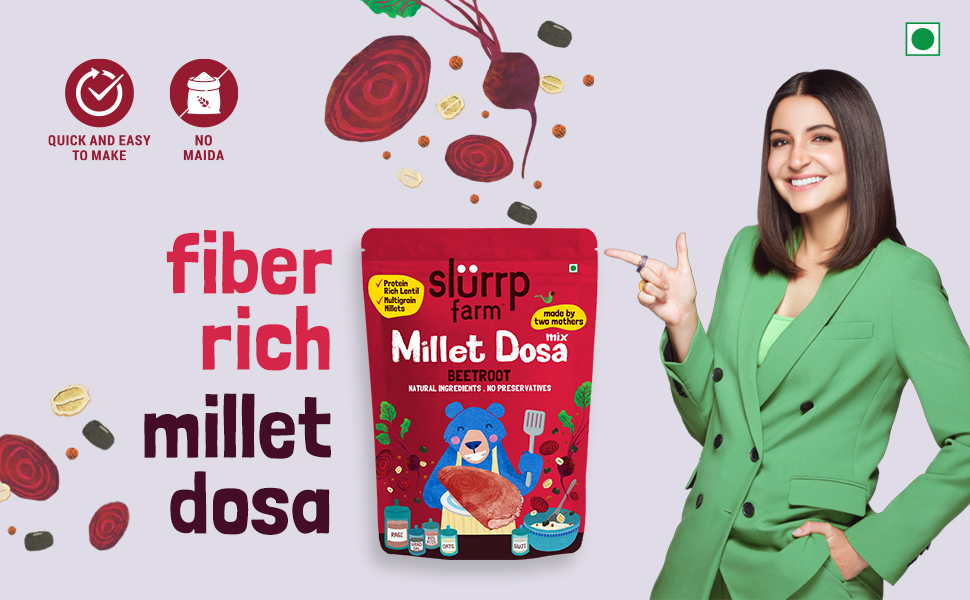 QUICK AND EASY
TO MAKE
NO
MAIDA
fiber
rich
millet
dosa
✓ Protein
Rich Lentil
✓ Multigrain
Millets
slürrp
farm™
made by
two mothers
Millet Dosa
mix
BEETROOT
NATURAL INGREDIENTS . NO PRESERVATIVES
RAGI
OATS
SUJI